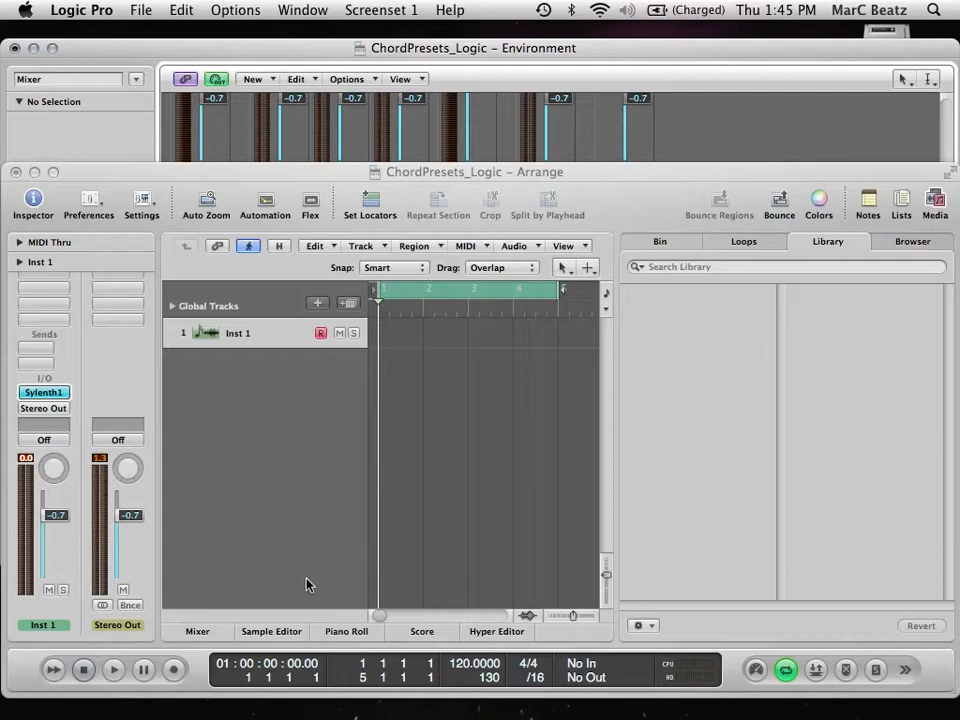 Logic Pro File Edit Options Window Screenset 1 Help (Charged) Thu 1:45 PM MarC Beatz
ChordPresets_Logic – Environment
Mixer New Edit Options View
No Selection
-0.7 -0.7 -0.7 -0.7 -0.7 -0.7
ChordPresets_Logic – Arrange
Inspector Preferences Settings Auto Zoom Automation Flex Set Locators Repeat Section Crop Split by Playhead Bounce Regions Bounce Colors Notes Lists Media
MIDI Thru H Edit Track Region MIDI Audio View Bin Loops Library Browser
Inst 1 Snap: Smart Drag: Overlap Search Library
1 2 3 4
Global Tracks
1 Inst 1 R M S
Sends
I/O
Sylenth1
Stereo Out
Off Off
0.0 1.3
-0.7 -0.7
M S M
Bnce
Inst 1 Stereo Out Mixer Sample Editor Piano Roll Score Hyper Editor Revert
01 : 00 : 00 : 00.00 1 1 1 1 120.0000 4/4 No In CPU
1 1 1 1 5 1 1 1 130 /16 No Out HD